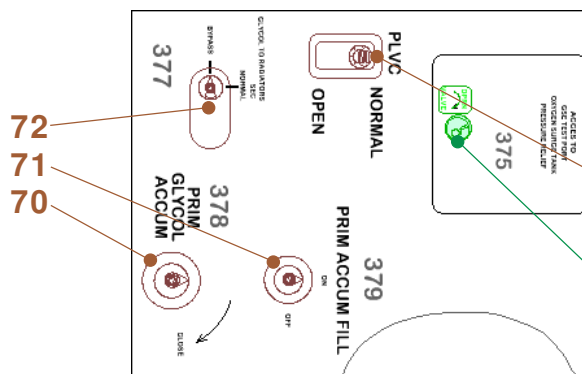 72
71
70
377
BYPASS
GLYCOL TO RADIATORS
SEC
NORMAL
PLVC
OPEN
NORMAL
375
ACCES TO
GSE TEST PORT
OXYGEN SURGE TANK
PRESSURE RELIEF
378
PRIM
GLYCOL
ACCUM
CLOSE
379
PRIM ACCUM FILL
ON
OFF